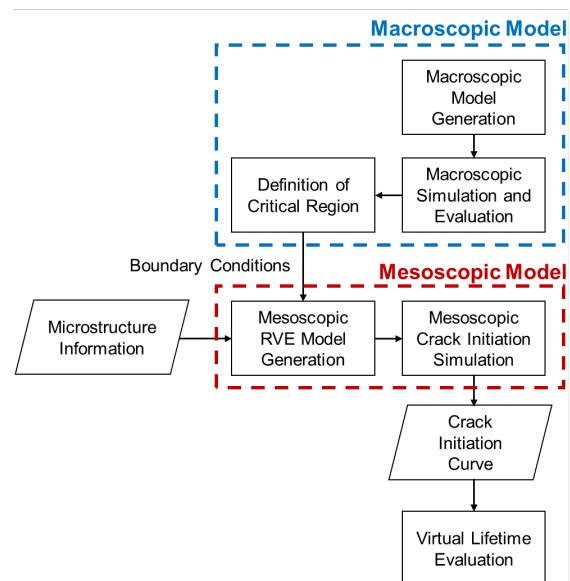 Macroscopic Model
Macroscopic
Model
Generation
Macroscopic
Simulation and
Evaluation
Definition of
Critical Region
Boundary Conditions
Mesoscopic Model
Microstructure
Information
Mesoscopic
RVE Model
Generation
Mesoscopic
Crack Initiation
Simulation
Crack
Initiation
Curve
Virtual Lifetime
Evaluation